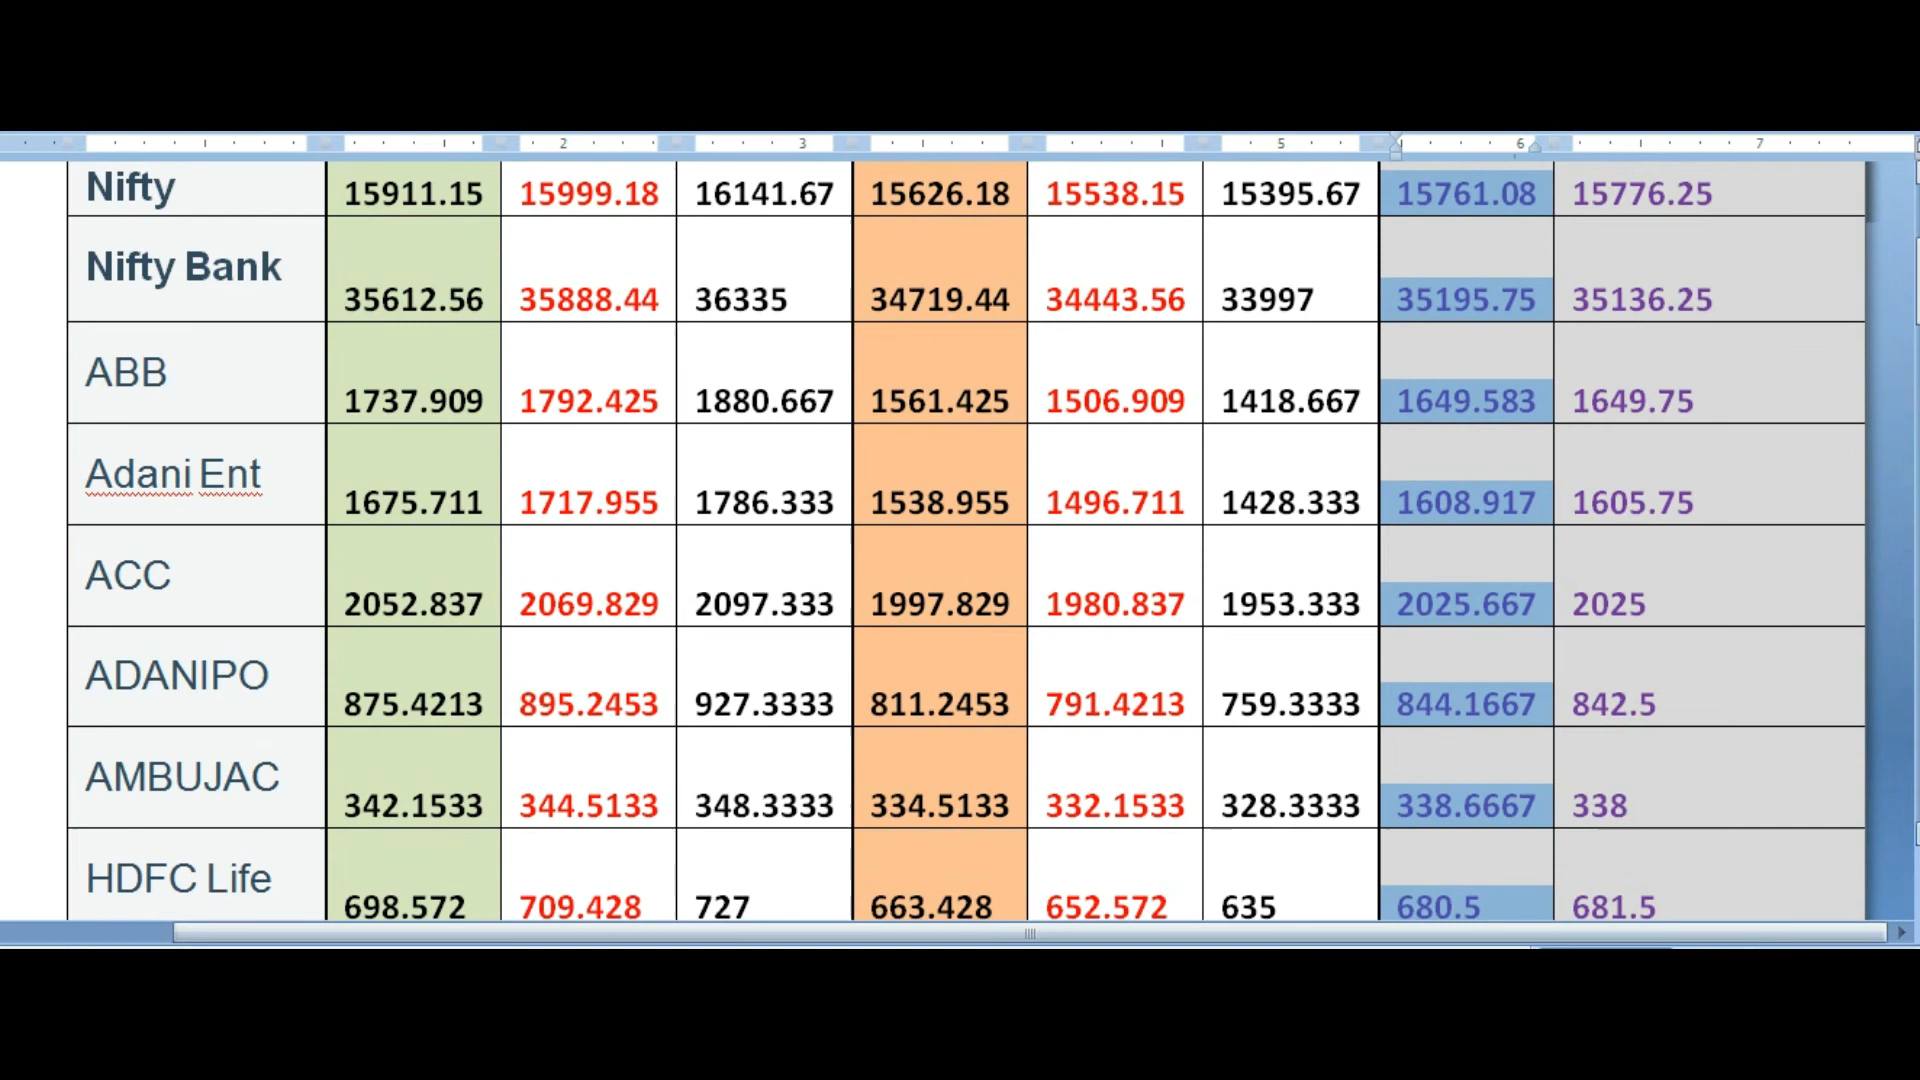 2 3 5 6 7
Nifty 15911.15 15999.18 16141.67 15626.18 15538.15 15395.67 15761.08 15776.25
Nifty Bank 35612.56 35888.44 36335 34719.44 34443.56 33997 35195.75 35136.25
ABB 1737.909 1792.425 1880.667 1561.425 1506.909 1418.667 1649.583 1649.75
Adani Ent 1675.711 1717.955 1786.333 1538.955 1496.711 1428.333 1608.917 1605.75
ACC 2052.837 2069.829 2097.333 1997.829 1980.837 1953.333 2025.667 2025
ADANIPO 875.4213 895.2453 927.3333 811.2453 791.4213 759.3333 844.1667 842.5
AMBUJAC 342.1533 344.5133 348.3333 334.5133 332.1533 328.3333 338.6667 338
HDFC Life 698.572 709.428 727 663.428 652.572 635 680.5 681.5